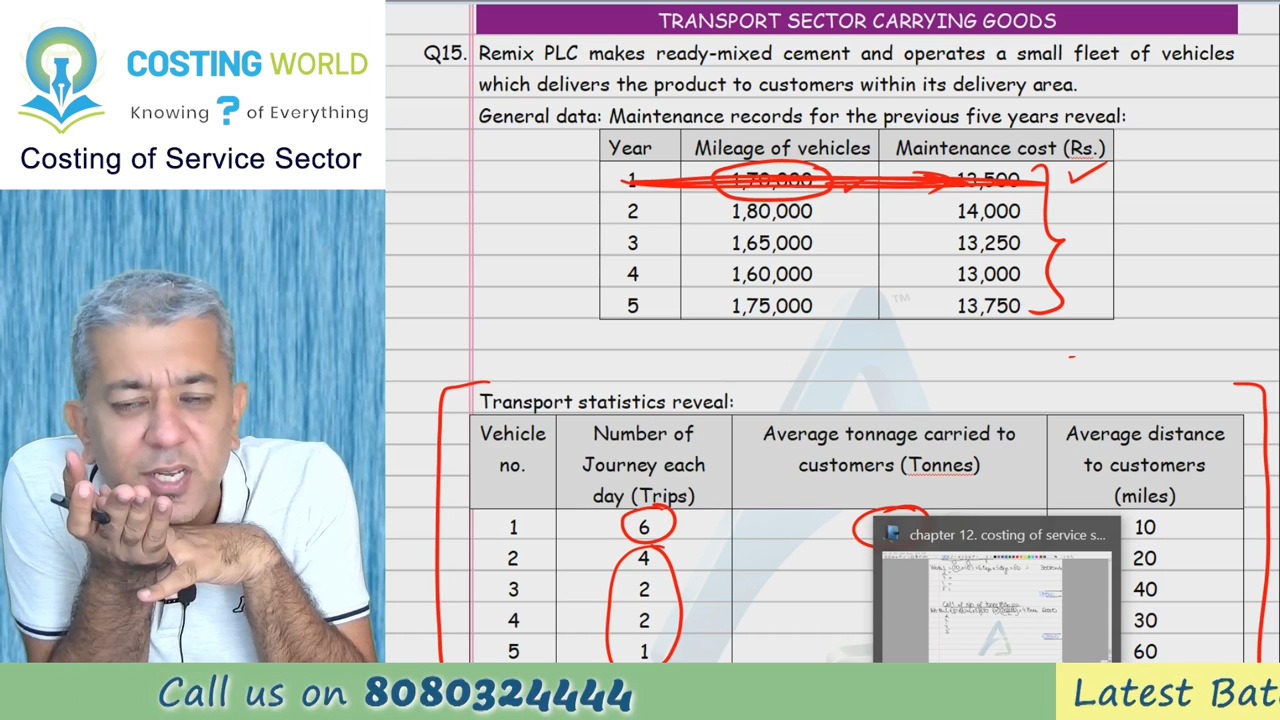 COSTING WORLD
Knowing ? of Everything
Costing of Service Sector
TRANSPORT SECTOR CARRYING GOODS
Q15. Remix PLC makes ready-mixed cement and operates a small fleet of vehicles
which delivers the product to customers within its delivery area.
General data: Maintenance records for the previous five years reveal:
Year Mileage of vehicles Maintenance cost (Rs.)
1 1,70,000 13,500
2 1,80,000 14,000
3 1,65,000 13,250
4 1,60,000 13,000
5 1,75,000 13,750
TM
Transport statistics reveal:
Vehicle no. Number of Journey each day (Trips) Average tonnage carried to customers (Tonnes) Average distance to customers (miles)
1 6 10
2 4 20
3 2 40
4 2 30
5 1 60
chapter 12. costing of service s...
Call us on 8080324444
Latest Bat